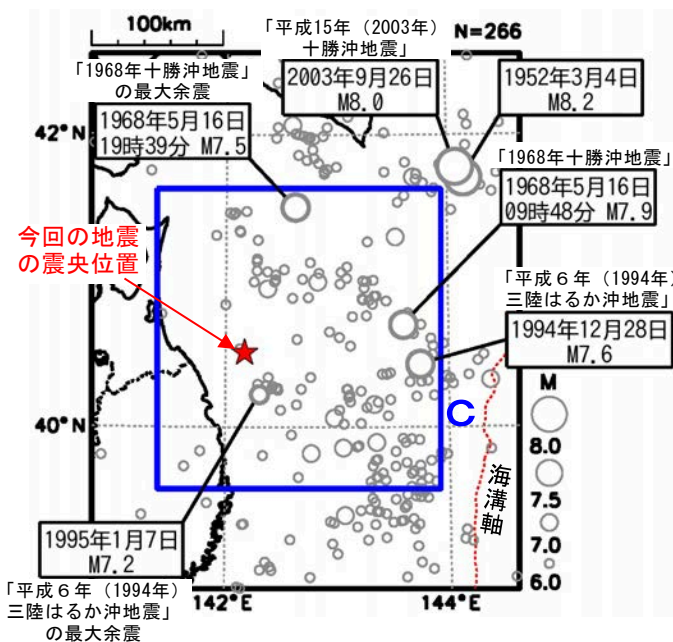 100km
「平成15年（2003年）
十勝沖地震」
N=266
「1968年十勝沖地震」
の最大余震
2003年9月26日
M8.0
1952年3月4日
M8.2
1968年5月16日
19時39分 M7.5
42°N
「1968年十勝沖地震」
1968年5月16日
09時48分 M7.9
今回の地震
の震央位置
「平成６年（1994年）
三陸はるか沖地震」
1994年12月28日
M7.6
M
C
40°N
8.0
7.5
7.0
6.0
海溝軸
1995年1月7日
M7.2
「平成６年（1994年）
三陸はるか沖地震」
の最大余震
142°E
144°E